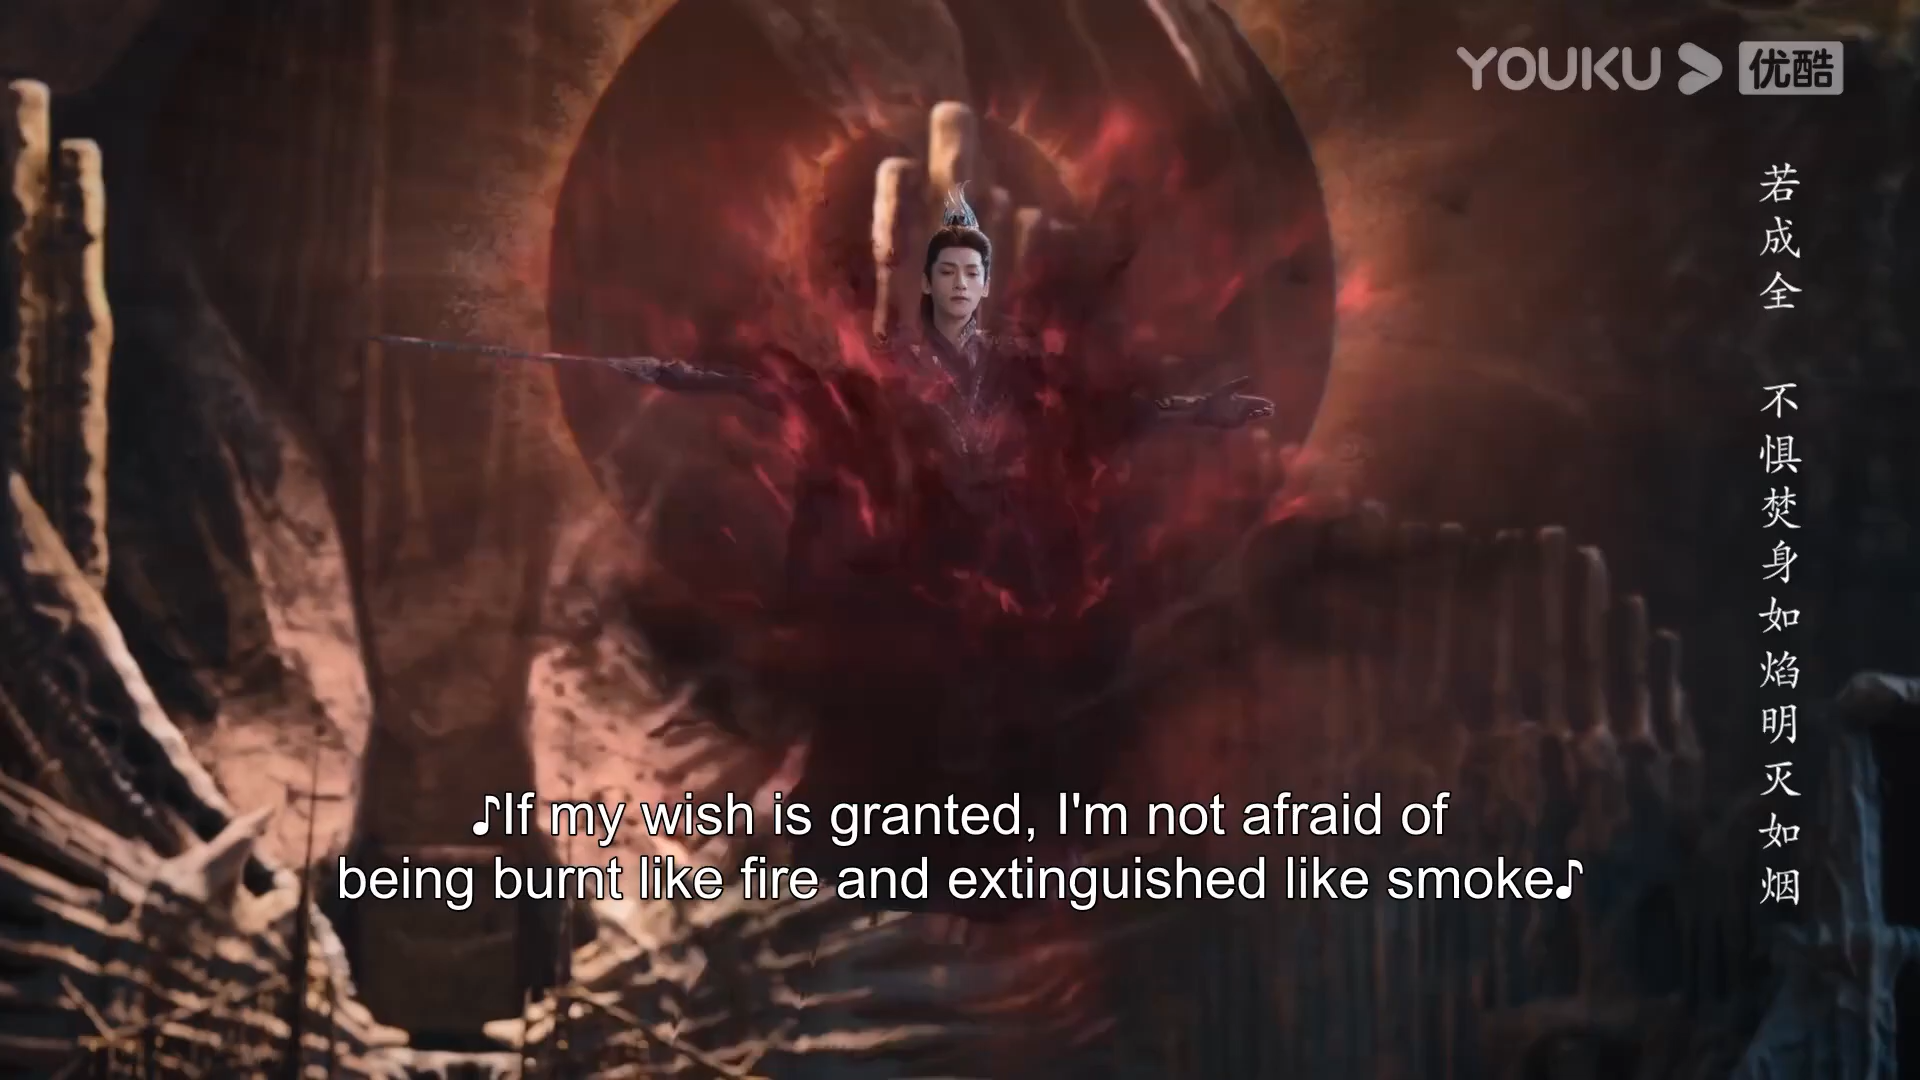 YOUKU 优酷
若成全 不惧焚身如焰明灭如烟
♪If my wish is granted, I'm not afraid of
being burnt like fire and extinguished like smoke♪